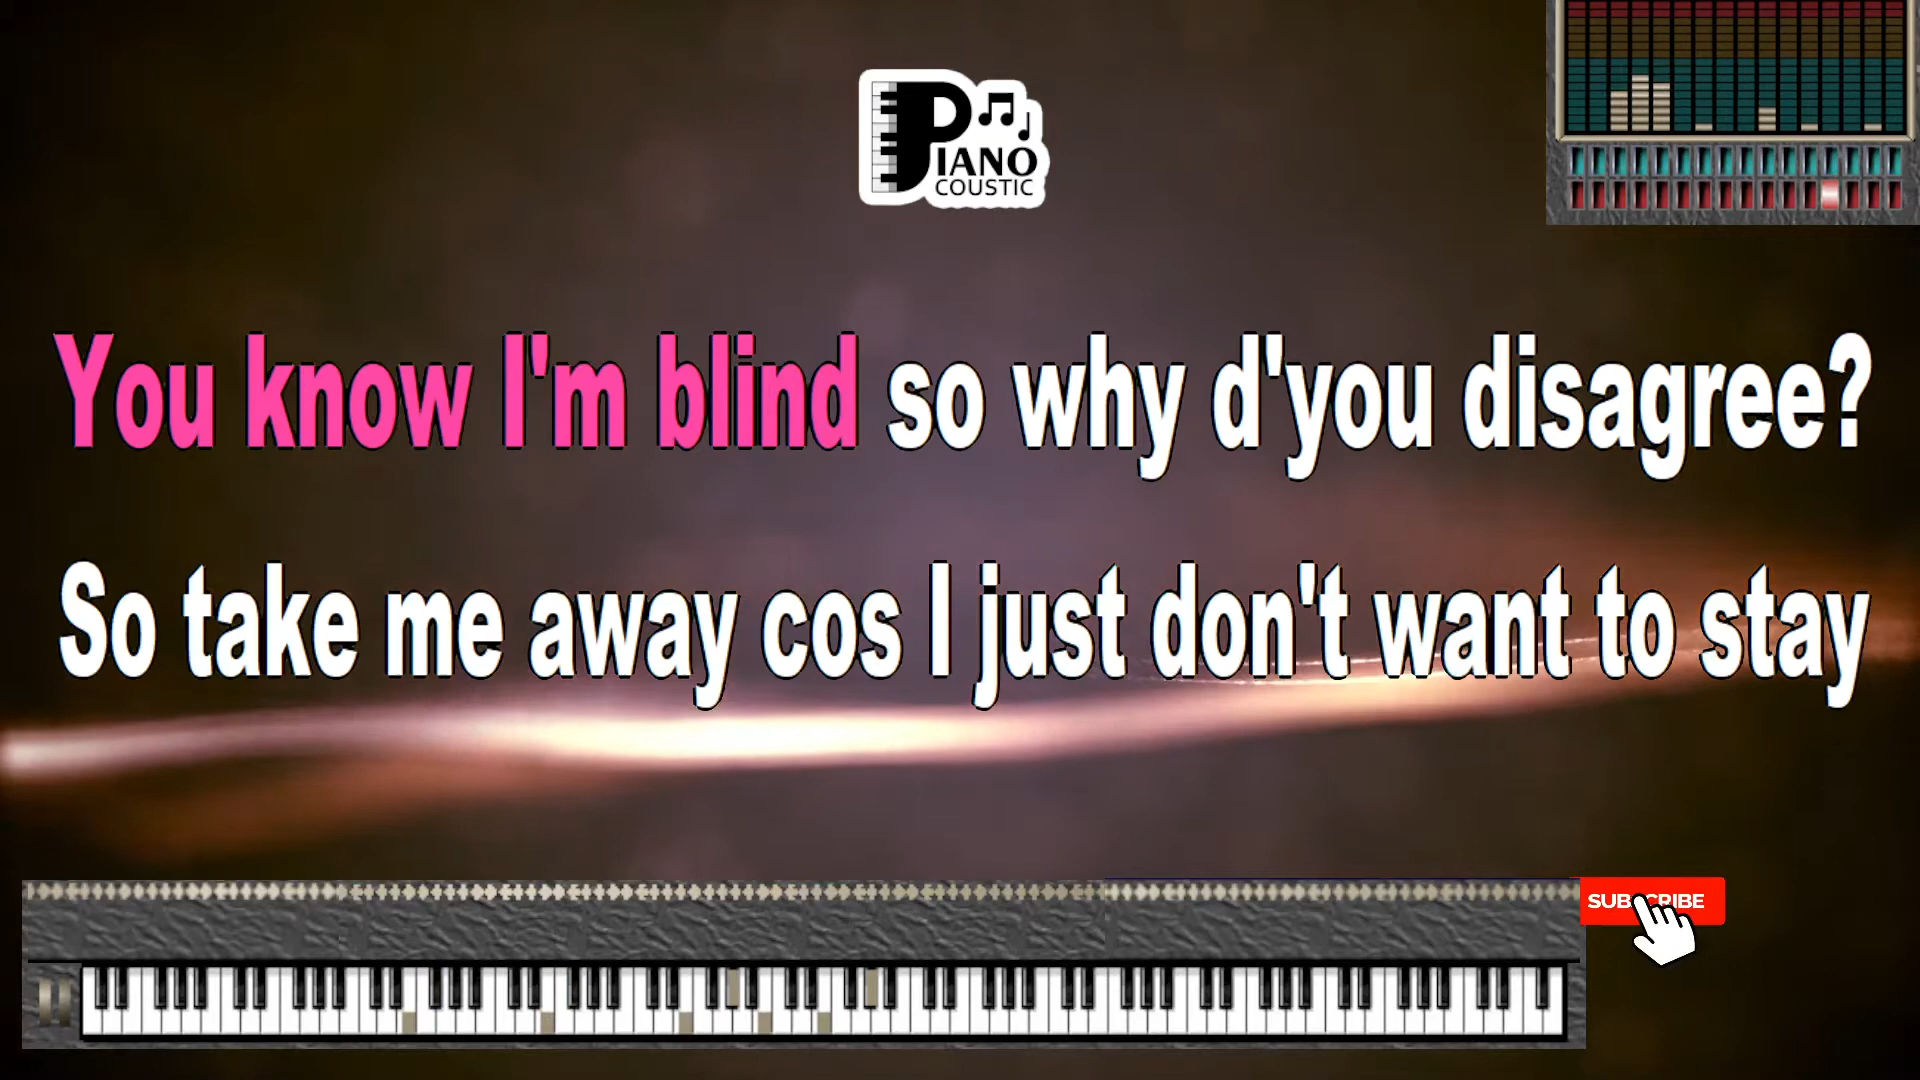 PIANO
COUSTIC
You know I'm blind so why d'you disagree?
So take me away cos I just don't want to stay
SUBSCRIBE